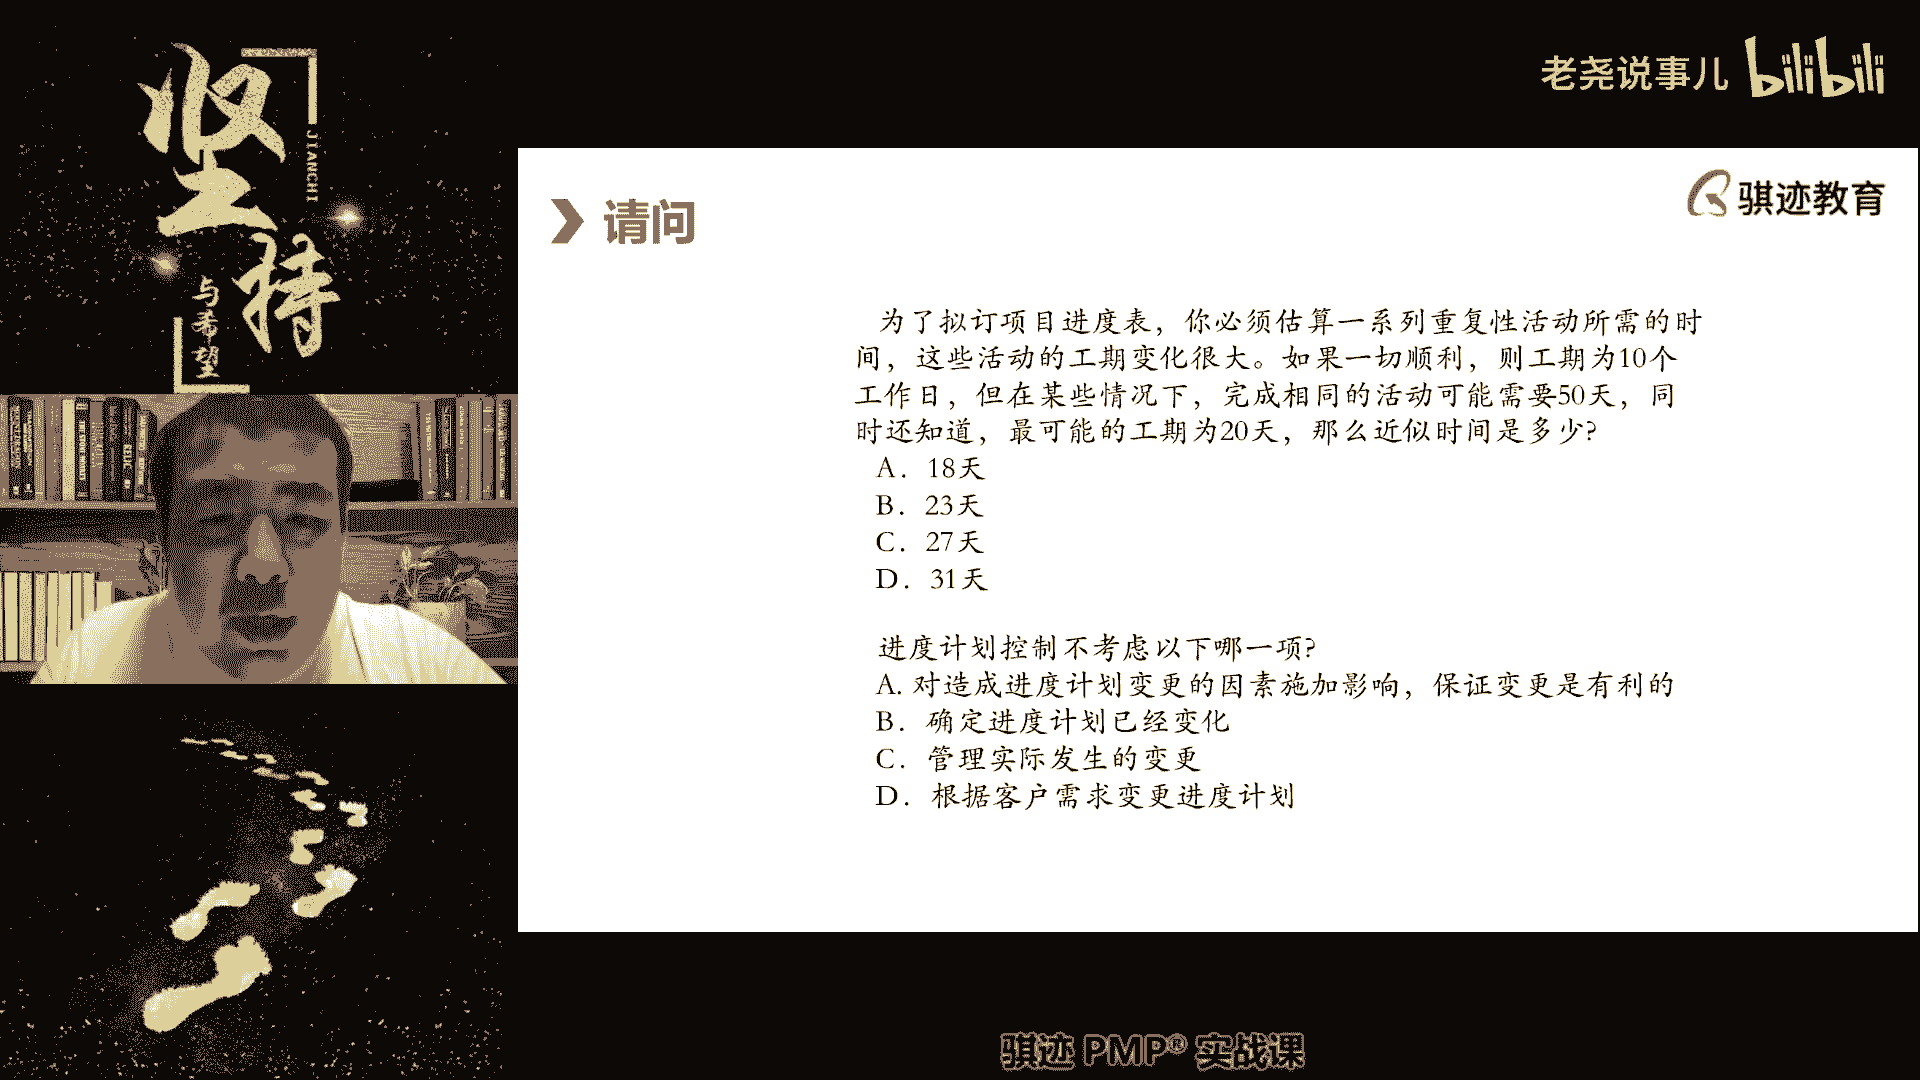 坚持
JIANCHI
与希望
老尧说事儿 bilibili
骐迹教育
请问
为了拟订项目进度表，你必须估算一系列重复性活动所需的时
间，这些活动的工期变化很大。如果一切顺利，则工期为10个
工作日，但在某些情况下，完成相同的活动可能需要50天，同
时还知道，最可能的工期为20天，那么近似时间是多少?
A．18天
B．23天
C．27天
D．31天
进度计划控制不考虑以下哪一项?
A. 对造成进度计划变更的因素施加影响，保证变更是有利的
B．确定进度计划已经变化
C．管理实际发生的变更
D．根据客户需求变更进度计划
骐迹 PMP® 实战课